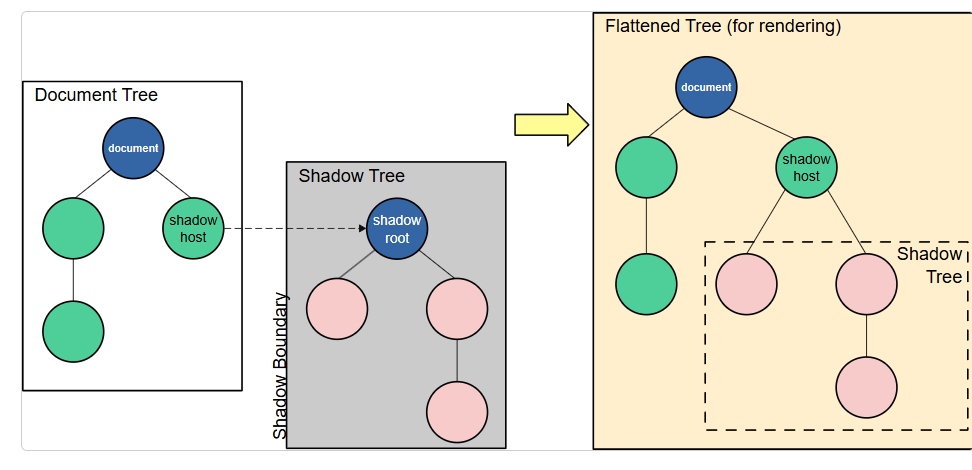 Document Tree
document
shadow
host
Shadow Tree
shadow
root
Shadow Boundary
Flattened Tree (for rendering)
document
shadow
host
Shadow
Tree